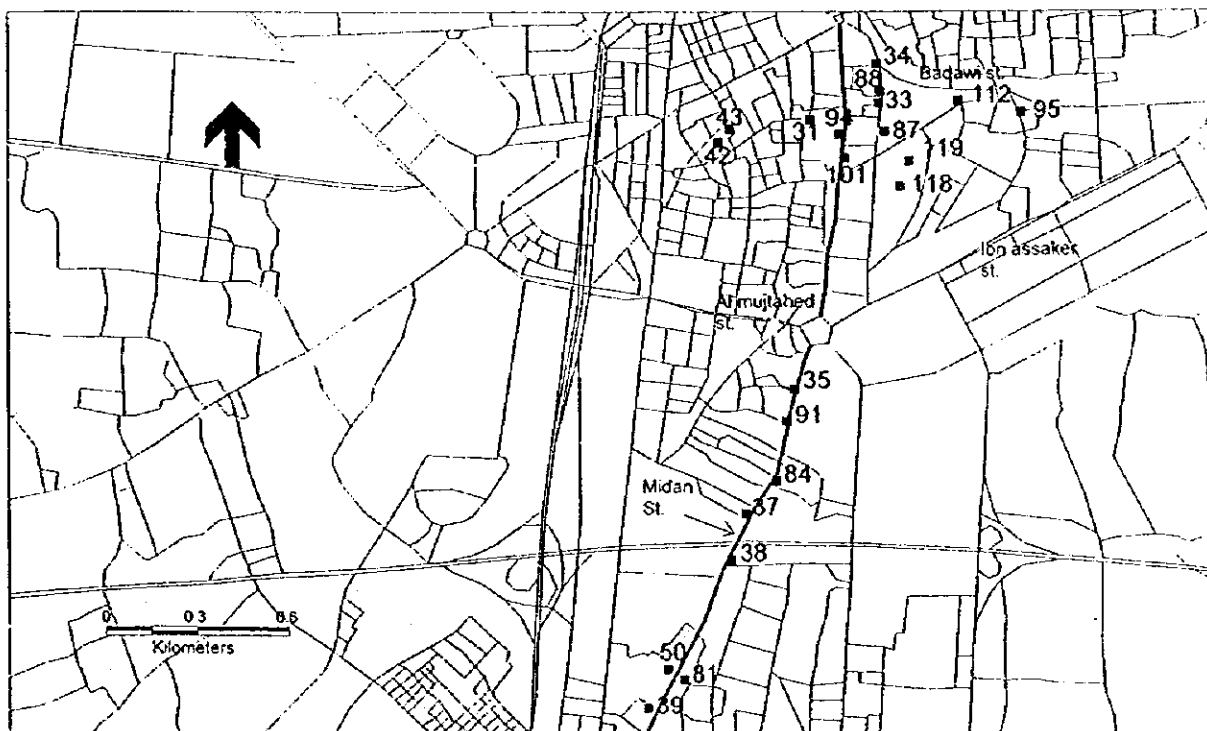 34
Badawi st.
88
33
112
95
43
31
94
87
42
119
101
118
Ibn assaker
st.
Al mujtahed
st.
35
91
84
Midan
St.
37
38
0 0.3 0.6
Kilometers
50
81
39